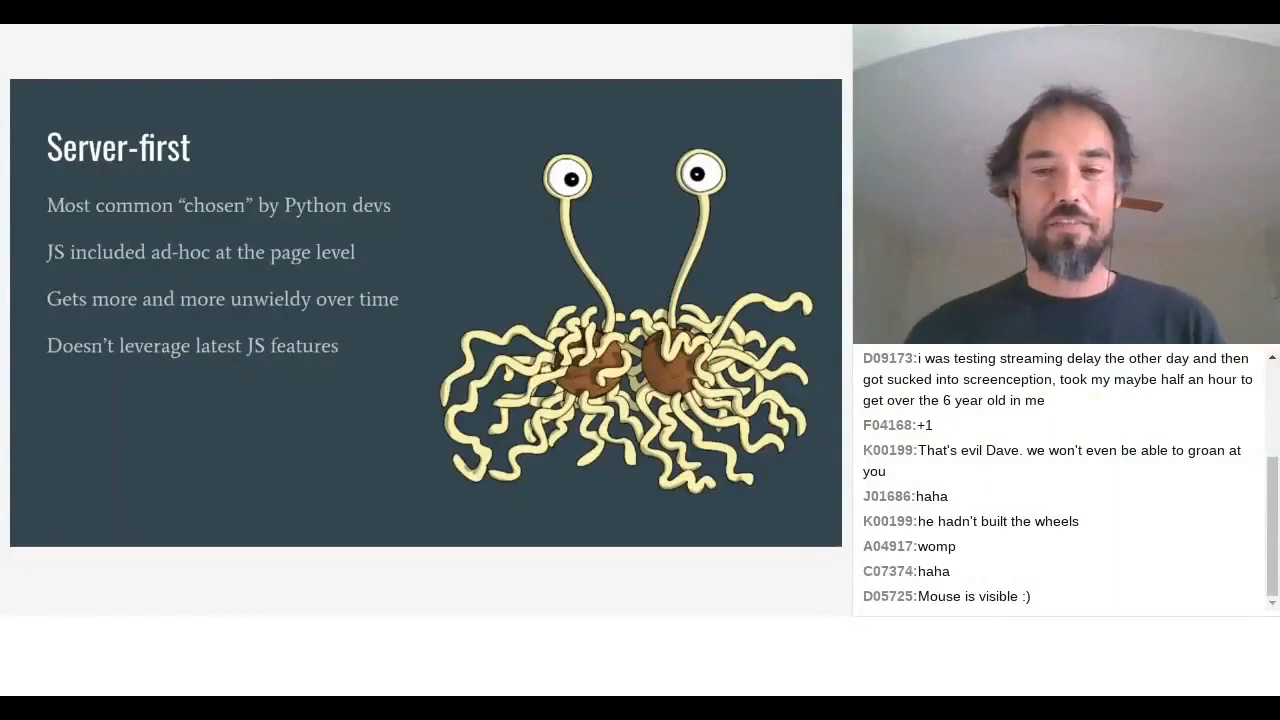 Server-first
Most common “chosen” by Python devs
JS included ad-hoc at the page level
Gets more and more unwieldy over time
Doesn’t leverage latest JS features
D09173:i was testing streaming delay the other day and then
got sucked into screenception, took my maybe half an hour to
get over the 6 year old in me
F04168:+1
K00199:That's evil Dave. we won't even be able to groan at
you
J01686:haha
K00199:he hadn't built the wheels
A04917:womp
C07374:haha
D05725:Mouse is visible :)